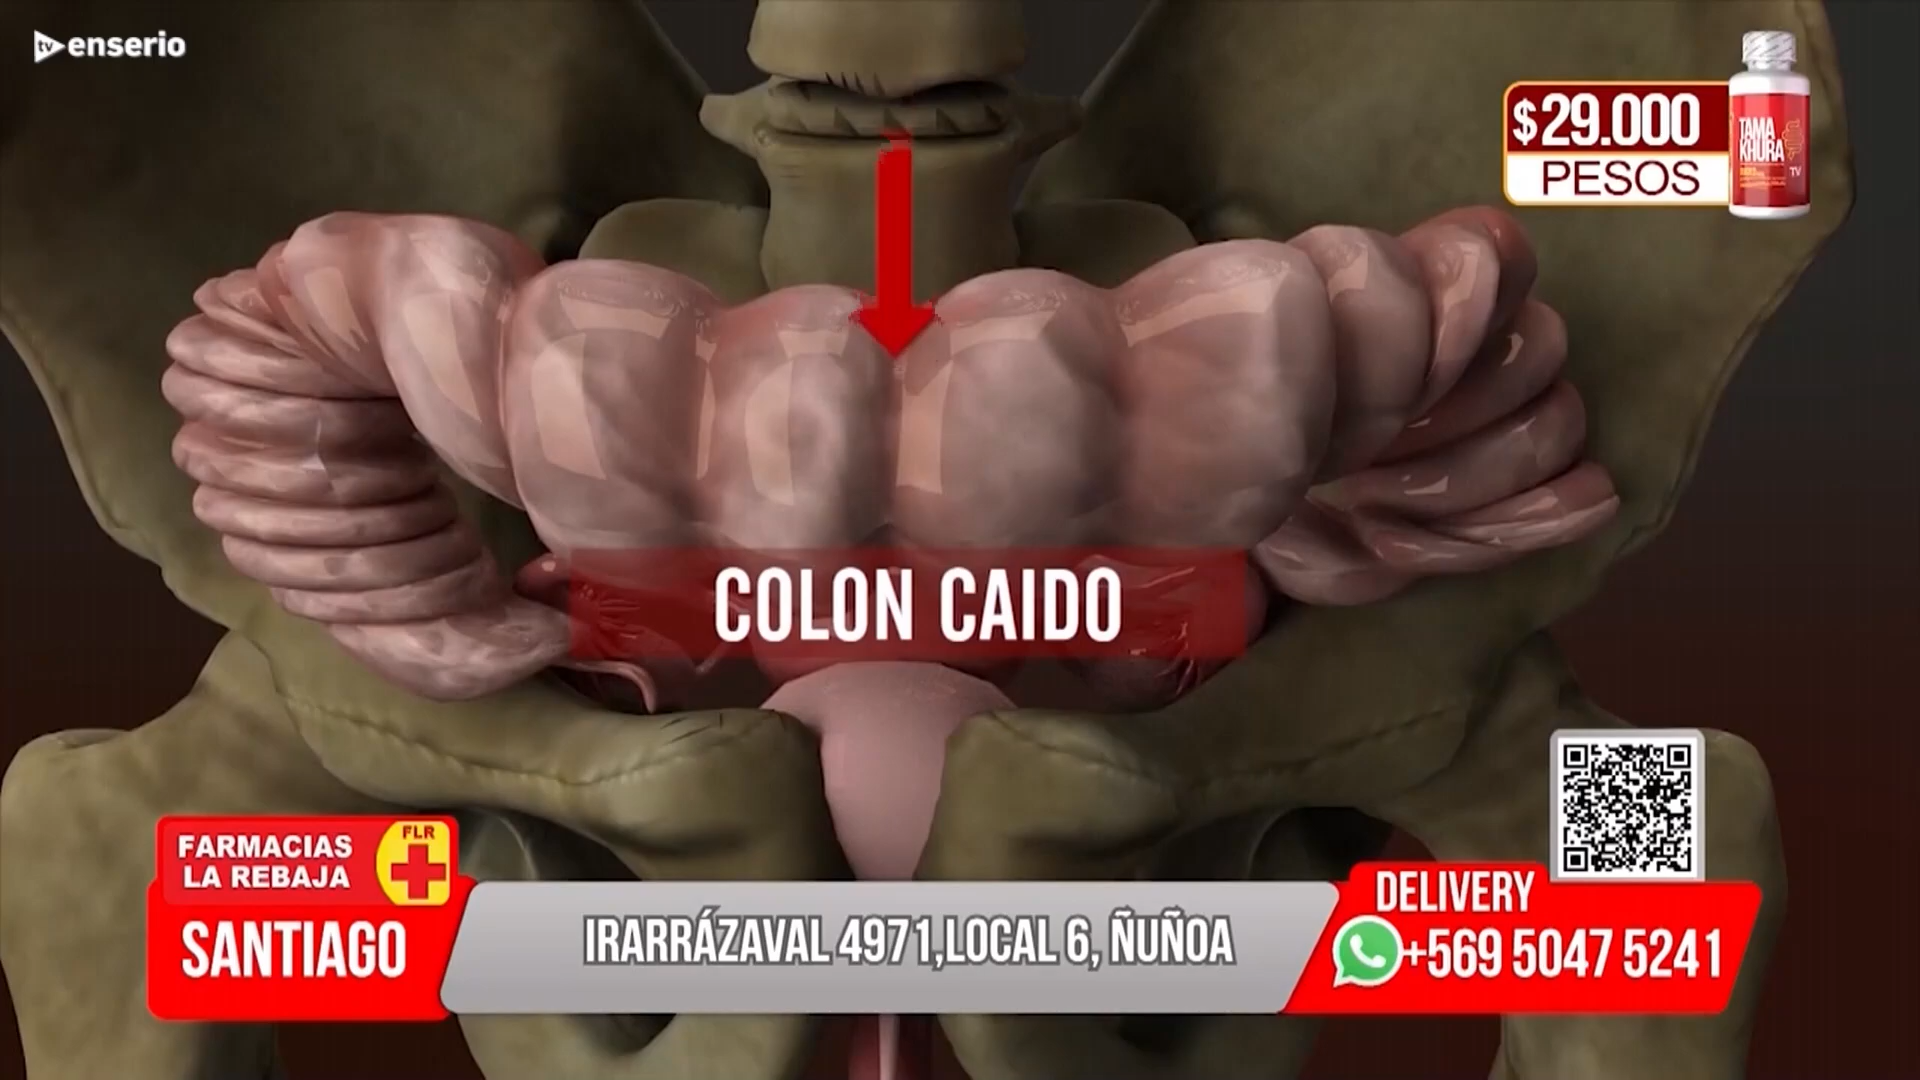 tv enserio
$29.000
PESOS
TAMA
KHURA
TV
COLON CAIDO
FARMACIAS
LA REBAJA
FLR
SANTIAGO
IRARRÁZAVAL 4971,LOCAL 6, ÑUÑOA
DELIVERY
+569 5047 5241